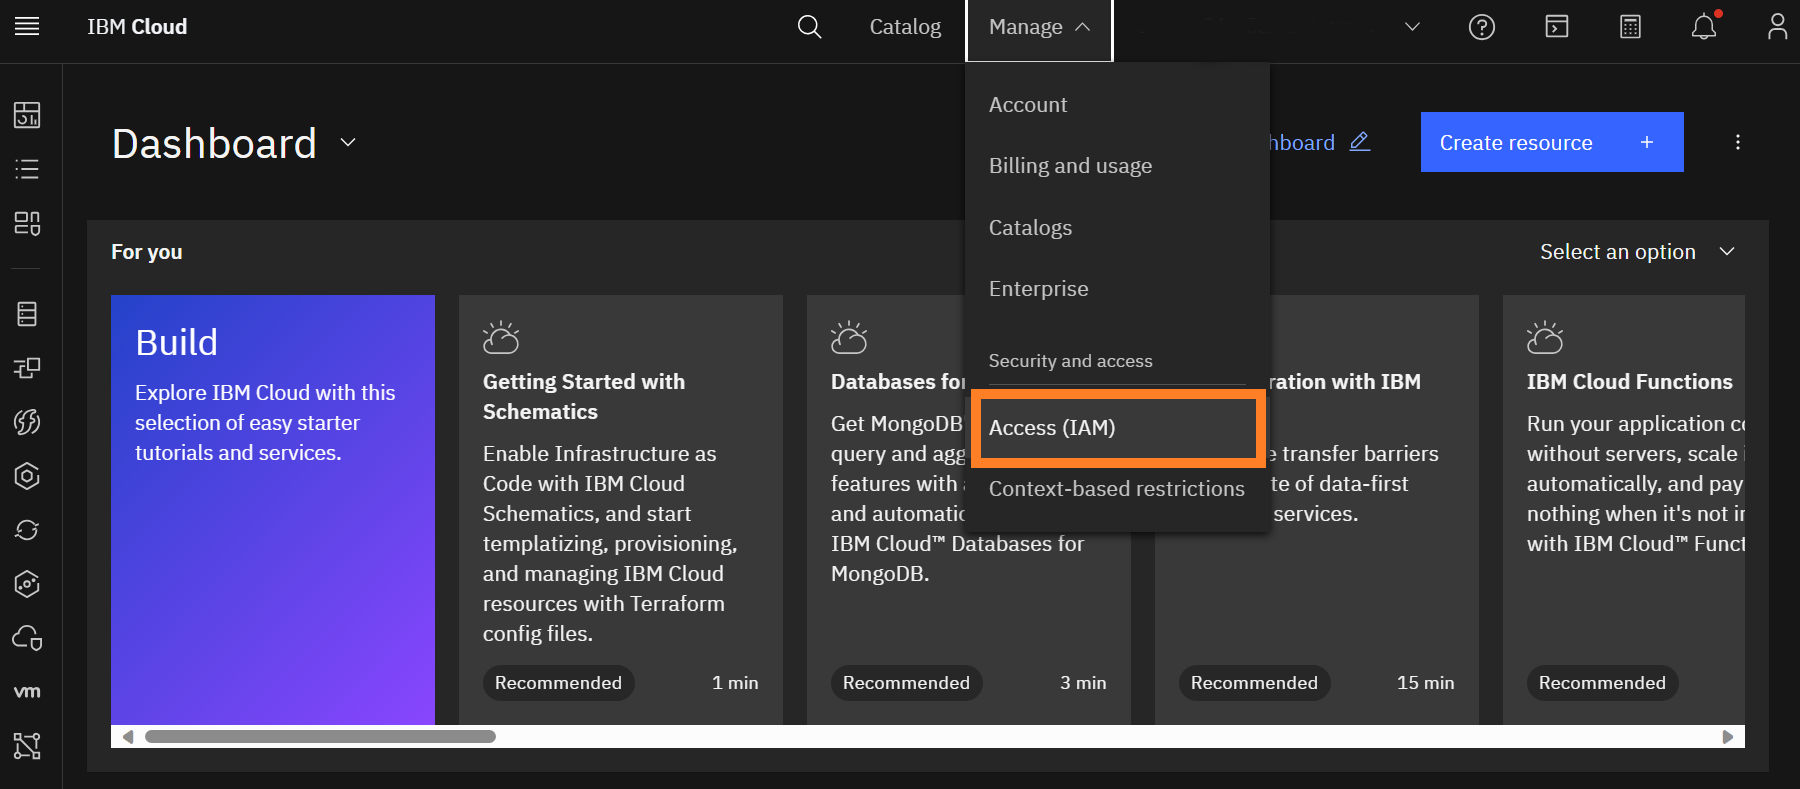 IBM Cloud
Catalog
Manage
Account
Billing and usage
Catalogs
Enterprise
Security and access
Access (IAM)
Context-based restrictions
Dashboard
hboard
Create resource +
For you
Select an option
Build
Explore IBM Cloud with this
selection of easy starter
tutorials and services.
Getting Started with
Schematics
Enable Infrastructure as
Code with IBM Cloud
Schematics, and start
templatizing, provisioning,
and managing IBM Cloud
resources with Terraform
config files.
Recommended
1 min
Databases for
Get MongoDB
query and agg
features with
and automatic
IBM Cloud™ Databases for
MongoDB.
Recommended
3 min
ration with IBM
e transfer barriers
te of data-first
services.
Recommended
15 min
IBM Cloud Functions
Run your application co
without servers, scale i
automatically, and pay
nothing when it's not in
with IBM Cloud™ Funct
Recommended
vm